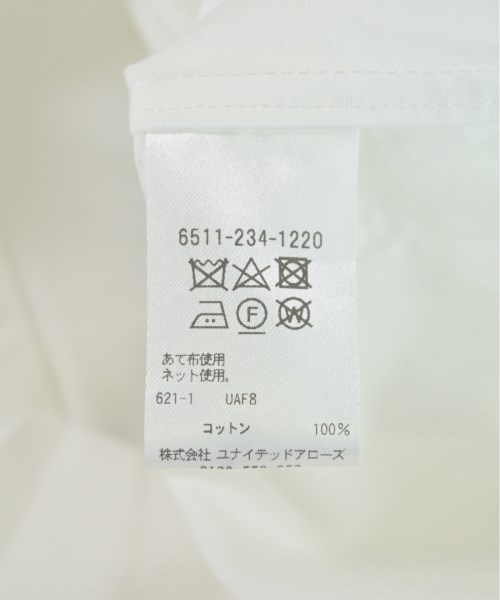 6511-234-1220
F W
あて布使用
ネット使用。
621-1 UAF8
コットン 100%
株式会社 ユナイテッドアローズ